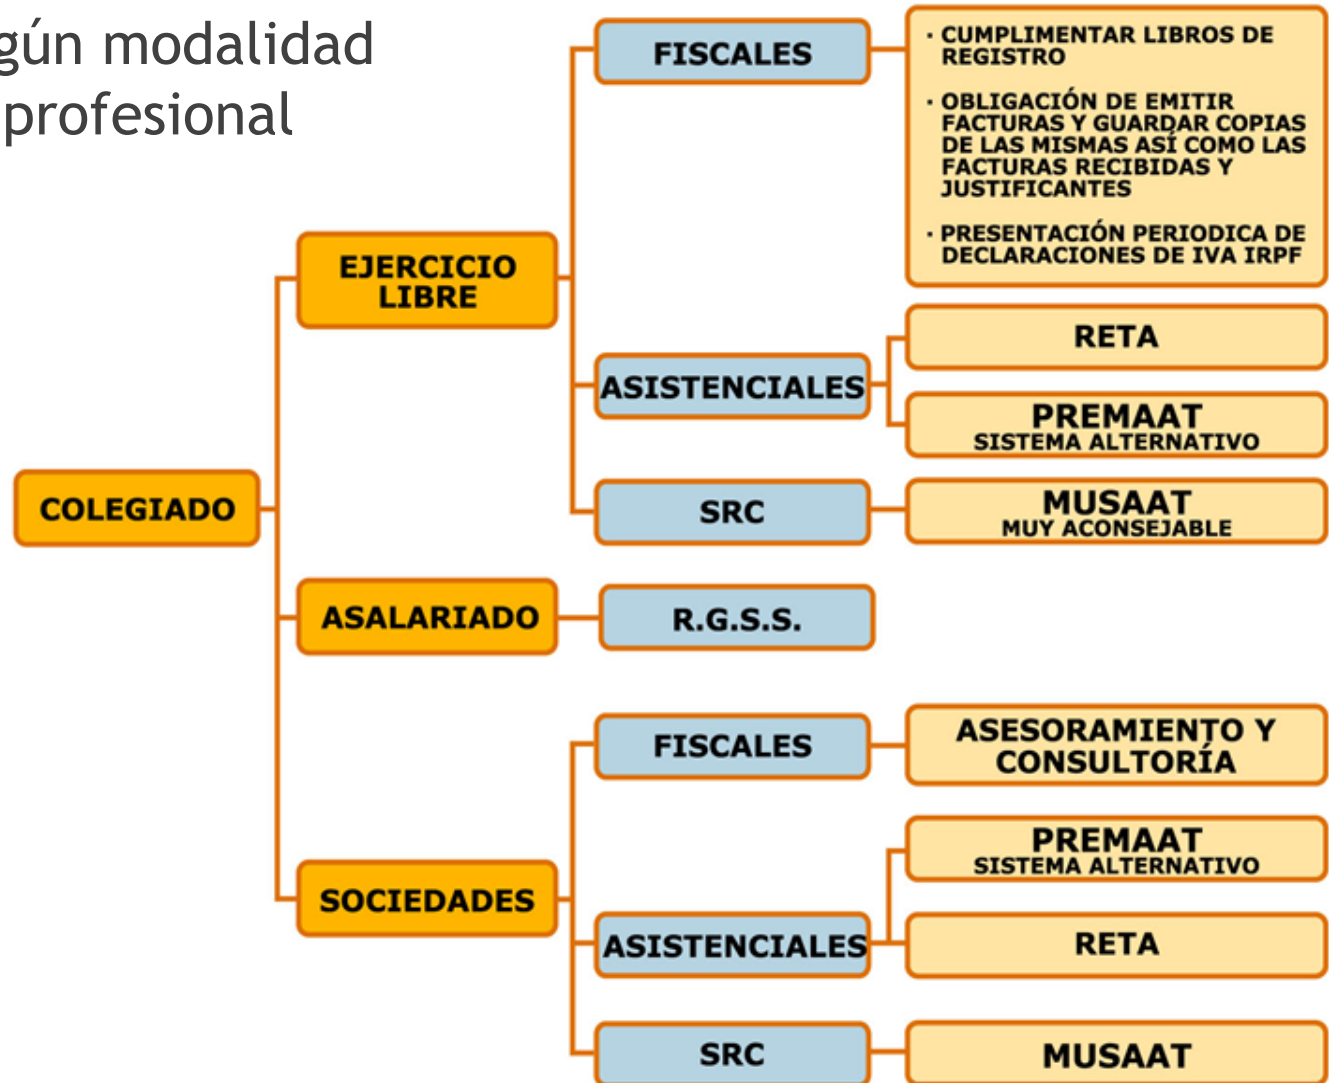 gún modalidad
profesional
FISCALES
· CUMPLIMENTAR LIBROS DE
REGISTRO
· OBLIGACIÓN DE EMITIR
FACTURAS Y GUARDAR COPIAS
DE LAS MISMAS ASÍ COMO LAS
FACTURAS RECIBIDAS Y
JUSTIFICANTES
· PRESENTACIÓN PERIODICA DE
DECLARACIONES DE IVA IRPF
EJERCICIO
LIBRE
ASISTENCIALES
RETA
PREMAAT
SISTEMA ALTERNATIVO
SRC
MUSAAT
MUY ACONSEJABLE
COLEGIADO
ASALARIADO
R.G.S.S.
SOCIEDADES
FISCALES
ASESORAMIENTO Y
CONSULTORÍA
ASISTENCIALES
PREMAAT
SISTEMA ALTERNATIVO
RETA
SRC
MUSAAT